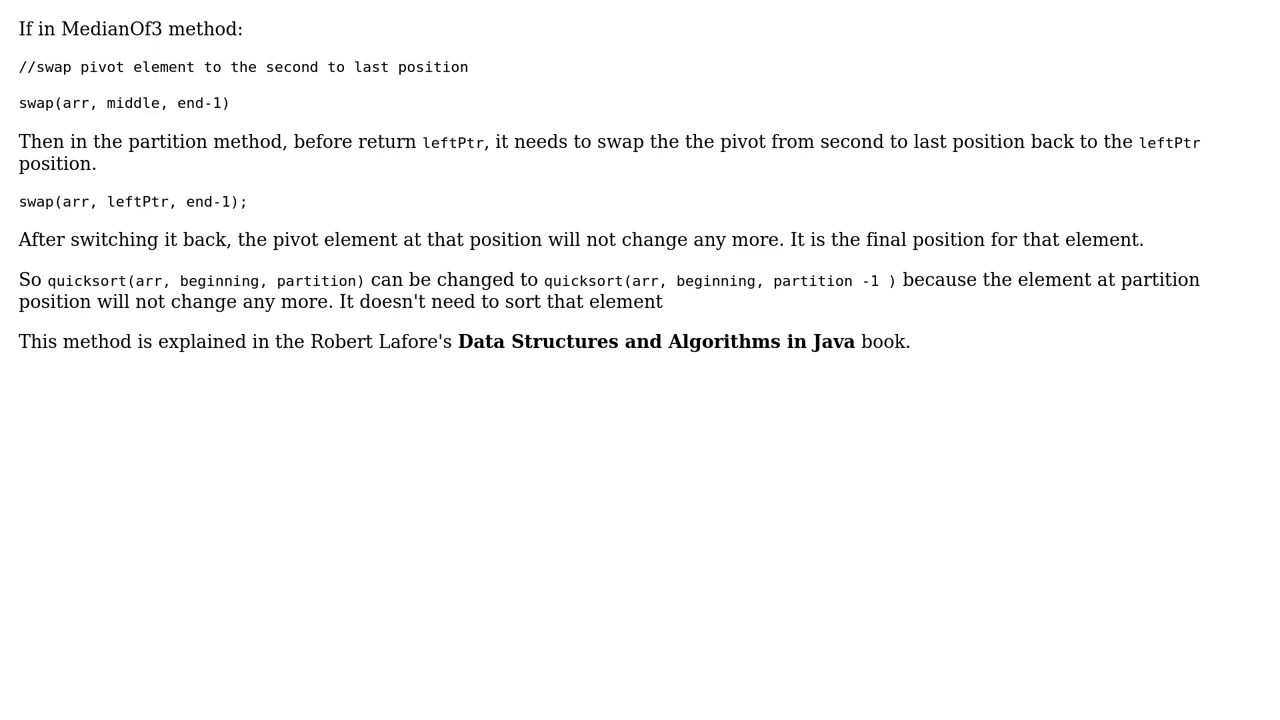 If in MedianOf3 method:
//swap pivot element to the second to last position
swap(arr, middle, end-1)
Then in the partition method, before return leftPtr, it needs to swap the the pivot from second to last position back to the leftPtr
position.
swap(arr, leftPtr, end-1);
After switching it back, the pivot element at that position will not change any more. It is the final position for that element.
So quicksort(arr, beginning, partition) can be changed to quicksort(arr, beginning, partition -1 ) because the element at partition
position will not change any more. It doesn't need to sort that element
This method is explained in the Robert Lafore's Data Structures and Algorithms in Java book.